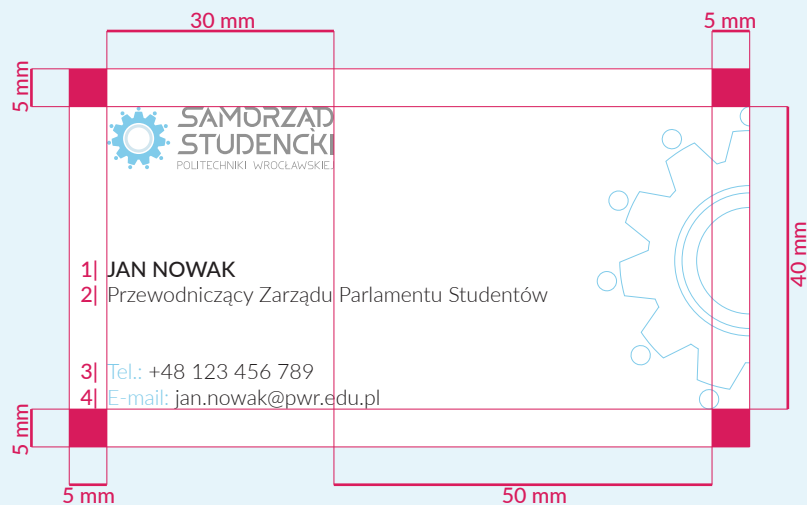 30 mm
5 mm
5 mm
SAMORZĄD
STUDENCKI
POLITECHNIKI WROCŁAWSKIEJ
40 mm
1| JAN NOWAK
2| Przewodniczący Zarządu Parlamentu Studentów
3| Tel.: +48 123 456 789
4| E-mail: jan.nowak@pwr.edu.pl
5 mm
5 mm
50 mm